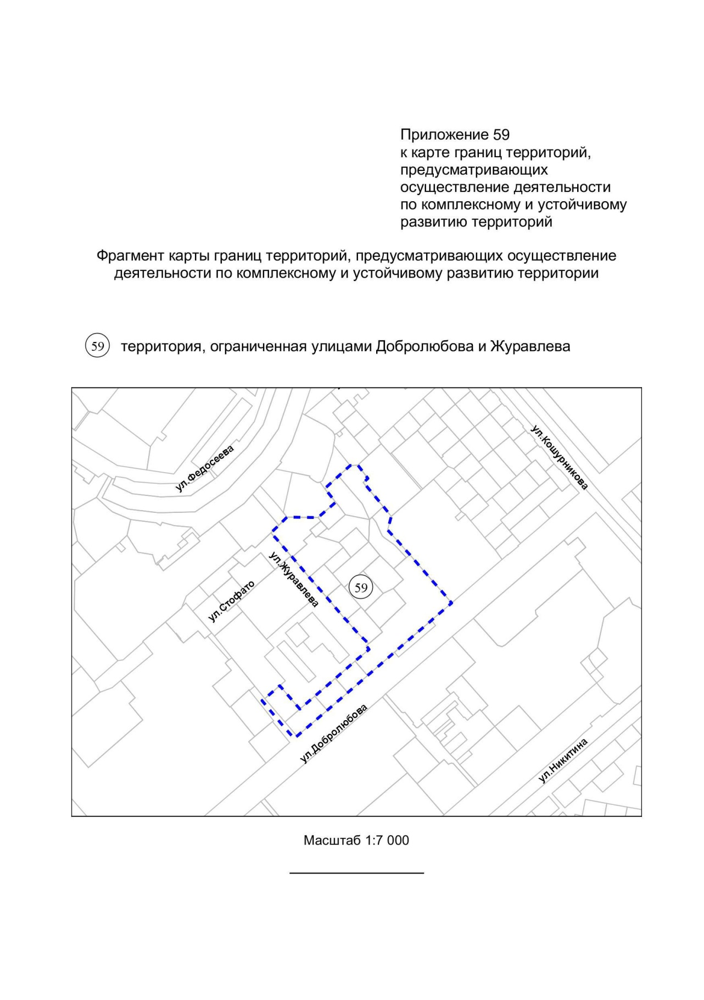 Приложение 59
к карте границ территорий,
предусматривающих
осуществление деятельности
по комплексному и устойчивому
развитию территорий
Фрагмент карты границ территорий, предусматривающих осуществление
деятельности по комплексному и устойчивому развитию территории
59 территория, ограниченная улицами Добролюбова и Журавлева
ул.Кошурникова
ул.Федосеева
ул.Журавлева
ул.Стофато
59
ул.Добролюбова
ул.Никитина
Масштаб 1:7 000